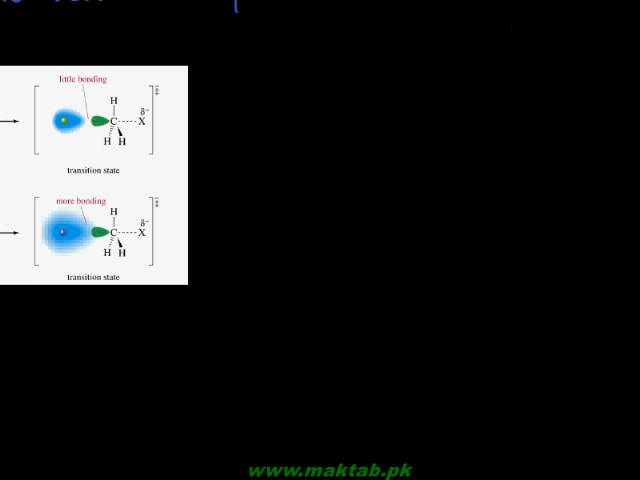 little bonding
H
C
X
δ−
H
H
‡
transition state
more bonding
H
C
X
δ−
H
H
‡
transition state
www.maktab.pk